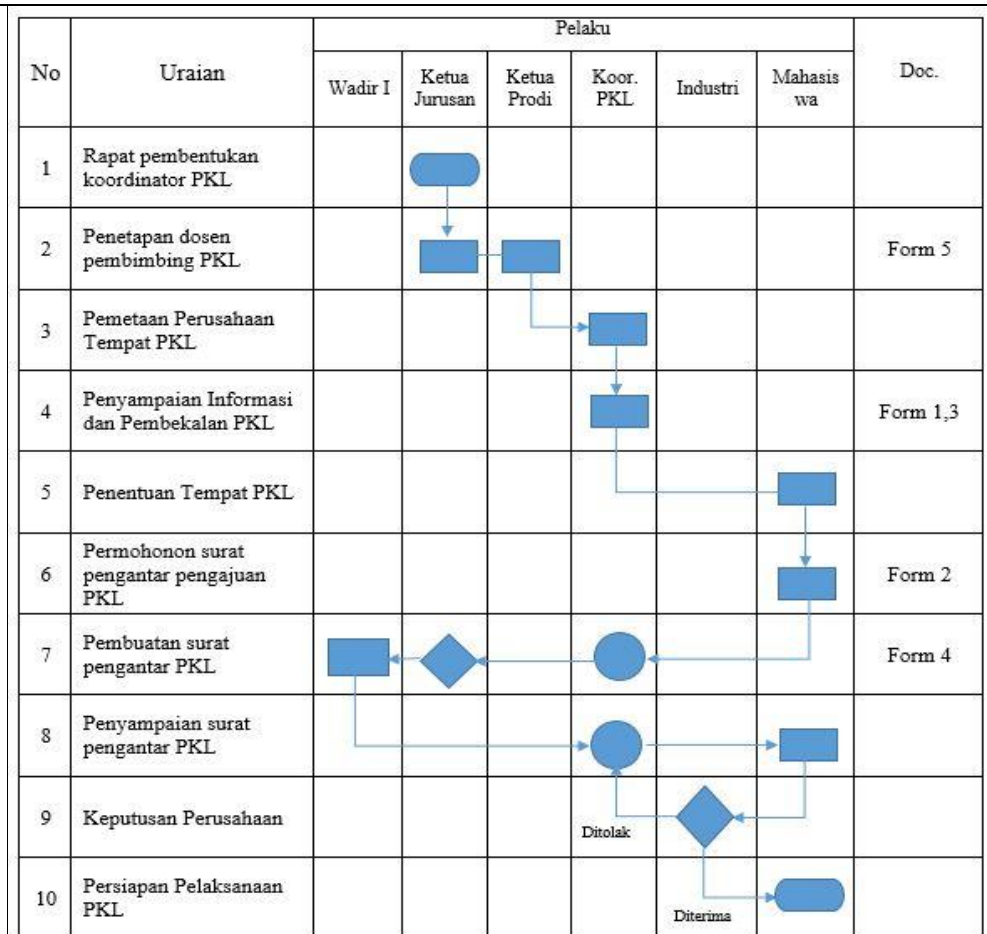 Pelaku
No
Uraian
Wadir I
Ketua
Jurusan
Ketua
Prodi
Koor.
PKL
Industri
Mahasis
wa
Doc.
1
Rapat pembentukan
koordinator PKL
2
Penetapan dosen
pembimbing PKL
Form 5
3
Pemetaan Perusahaan
Tempat PKL
4
Penyampaian Informasi
dan Pembekalan PKL
Form 1,3
5
Penentuan Tempat PKL
6
Permohonon surat
pengantar pengajuan
PKL
Form 2
7
Pembuatan surat
pengantar PKL
Form 4
8
Penyampaian surat
pengantar PKL
9
Keputusan Perusahaan
Ditolak
10
Persiapan Pelaksanaan
PKL
Diterima